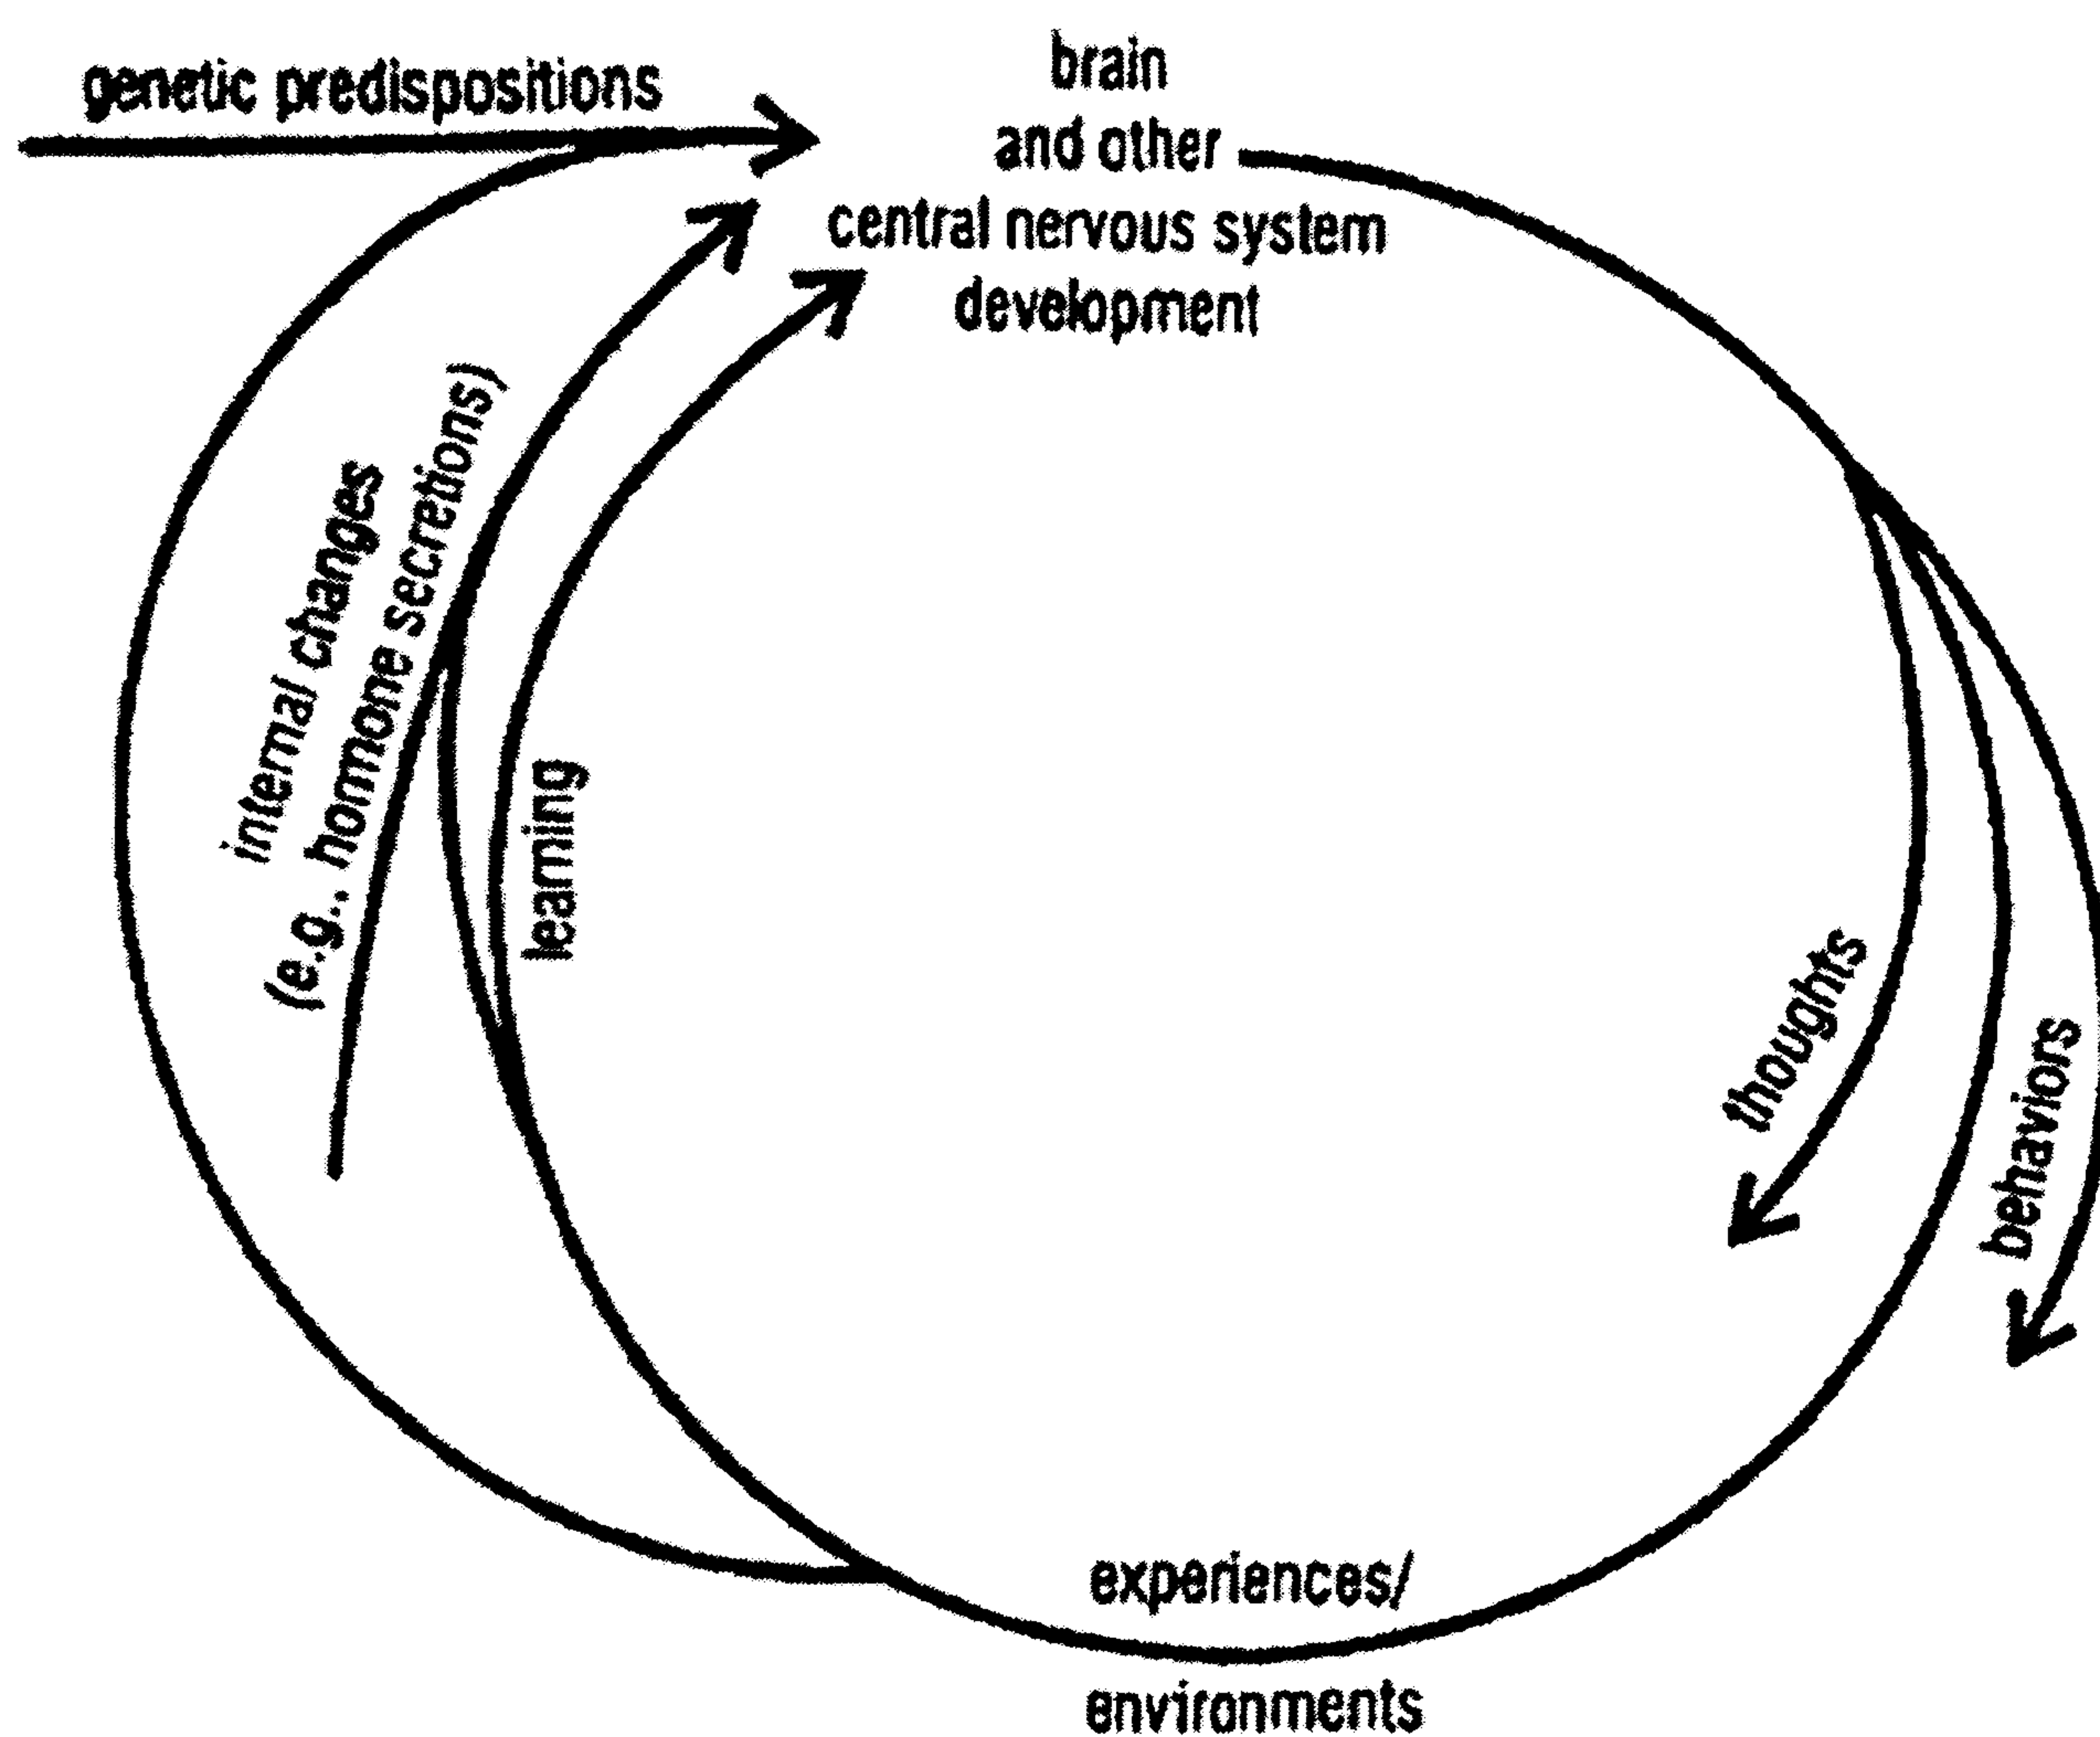 genetic predispositions
brain
and other
central nervous system
development
internal changes
(e.g., hormone secretions)
learning
thoughts
behaviors
experiences/
environments